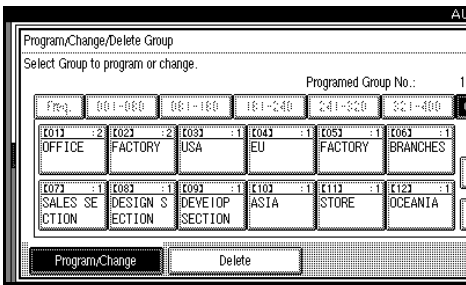 AU
Program/Change/Delete Group
Select Group to program or change.
Programed Group No.: 1
Freq. 001-080 081-160 161-240 241-320 321-400
[01] :2 [02] :2 [03] :1 [04] :1 [05] :1 [06] :1
OFFICE FACTORY USA EU FACTORY BRANCHES
[07] :1 [08] :1 [09] :1 [10] :1 [11] :1 [12] :1
SALES SE DESIGN S DEVEIOP ASIA STORE OCEANIA
CTION ECTION SECTION
Program/Change Delete